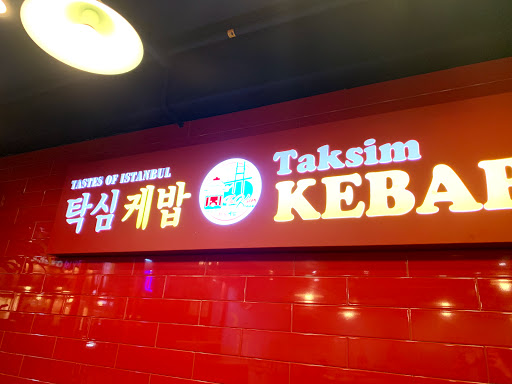 TASTES OF ISTANBUL
탁심케밥
Taksim
KEBAB